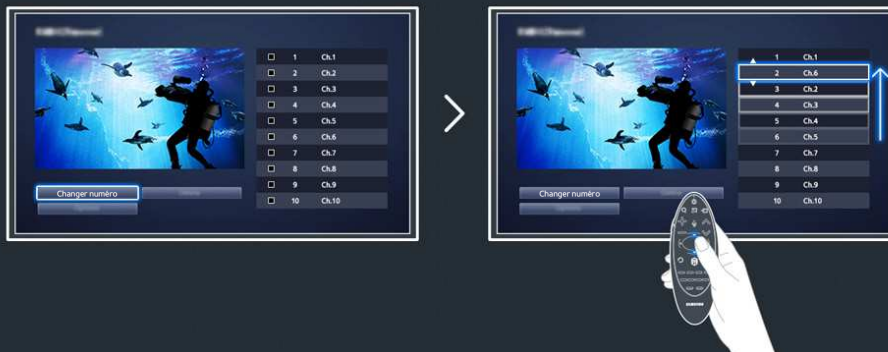 1 Ch.1
2 Ch.2
3 Ch.3
4 Ch.4
5 Ch.5
6 Ch.6
7 Ch.7
8 Ch.8
9 Ch.9
10 Ch.10
Changer numéro
1 Ch.1
2 Ch.6
3 Ch.2
4 Ch.3
5 Ch.4
6 Ch.5
7 Ch.7
8 Ch.8
9 Ch.9
10 Ch.10
Changer numéro
SAMSUNG